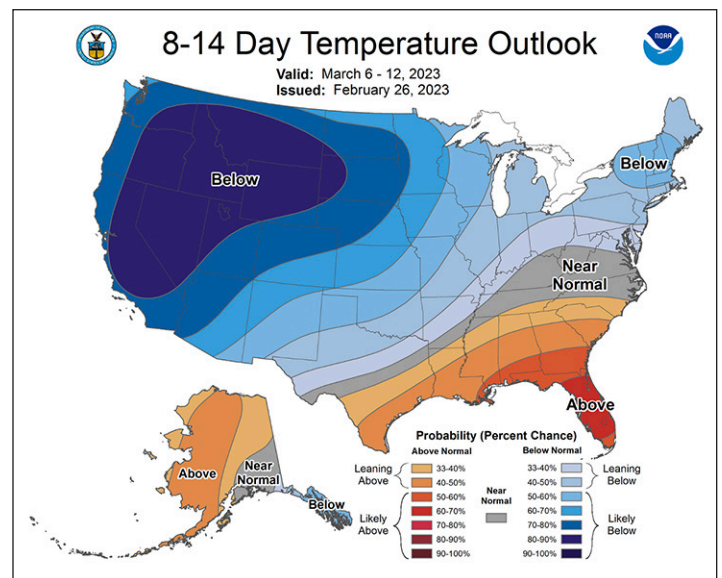 8-14 Day Temperature Outlook
NOAA
Valid: March 6 - 12, 2023
Issued: February 26, 2023
Below
Below
Near
Normal
Above
Above
Near
Normal
Below
Probability (Percent Chance)
Above Normal
Below Normal
Leaning
Above
33-40%
40-50%
Likely
Above
50-60%
60-70%
70-80%
80-90%
90-100%
Near
Normal
33-40%
40-50%
Leaning
Below
50-60%
60-70%
70-80%
80-90%
90-100%
Likely
Below